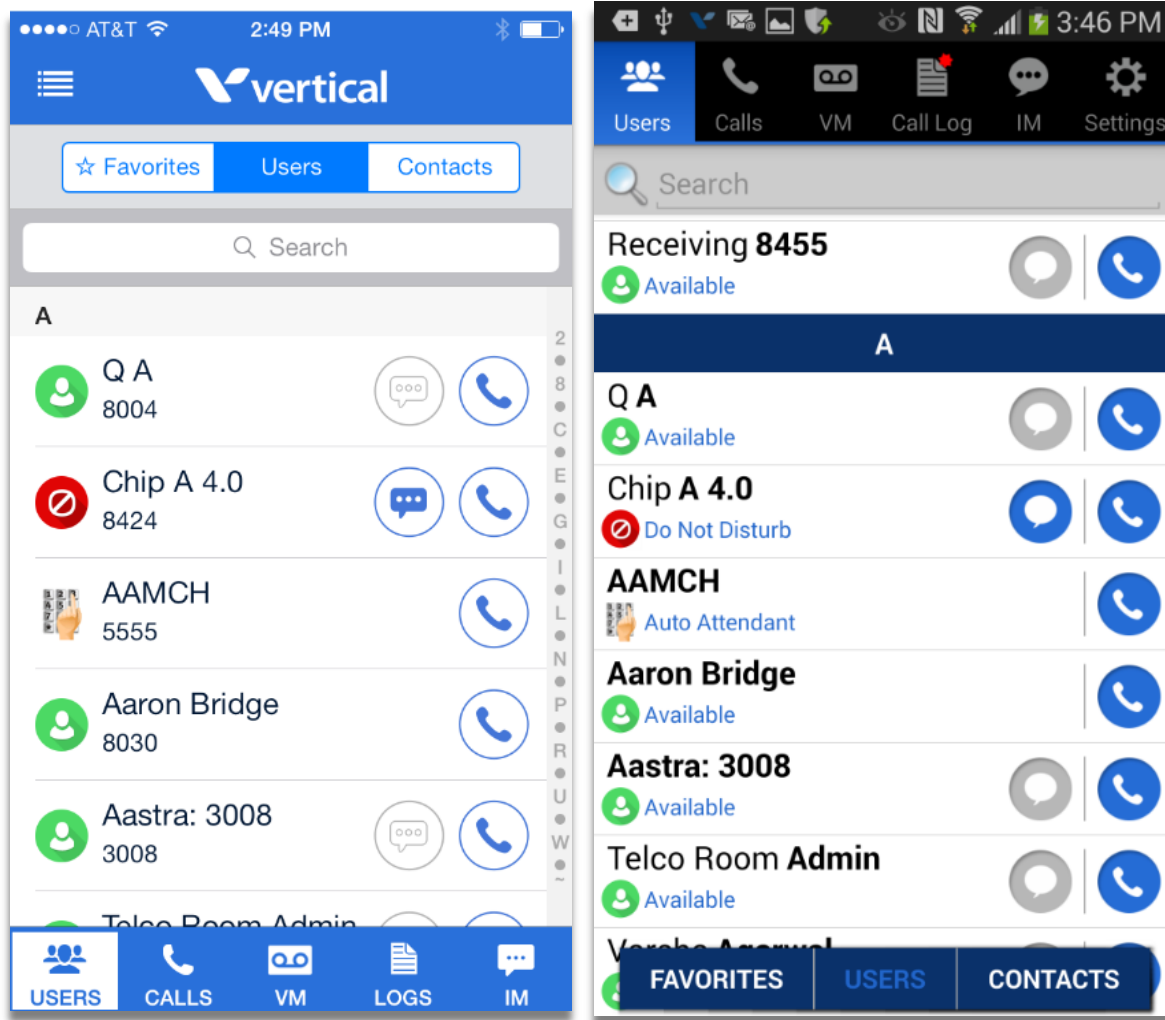 AT&T 2:49 PM
vertical
☆ Favorites Users Contacts
Search
A
Q A
8004
Chip A 4.0
8424
AAMCH
5555
Aaron Bridge
8030
Aastra: 3008
3008
Telco Room Admin
2
8
C
E
G
I
L
N
P
R
U
W
~
USERS CALLS VM LOGS IM
3:46 PM
Users Calls VM Call Log IM Settings
Search
Receiving 8455
Available
A
Q A
Available
Chip A 4.0
Do Not Disturb
AAMCH
Auto Attendant
Aaron Bridge
Available
Aastra: 3008
Available
Telco Room Admin
Available
FAVORITES USERS CONTACTS